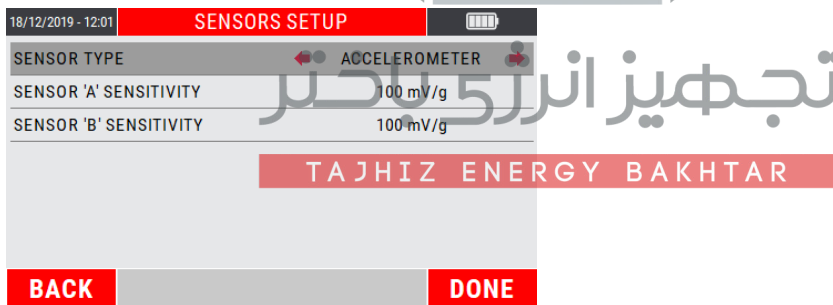 18/12/2019 - 12:01 SENSORS SETUP
SENSOR TYPE ACCELEROMETER
SENSOR 'A' SENSITIVITY 100 mV/g
SENSOR 'B' SENSITIVITY 100 mV/g
تجهیز انرژی باختر
TAJHIZ ENERGY BAKHTAR
BACK DONE